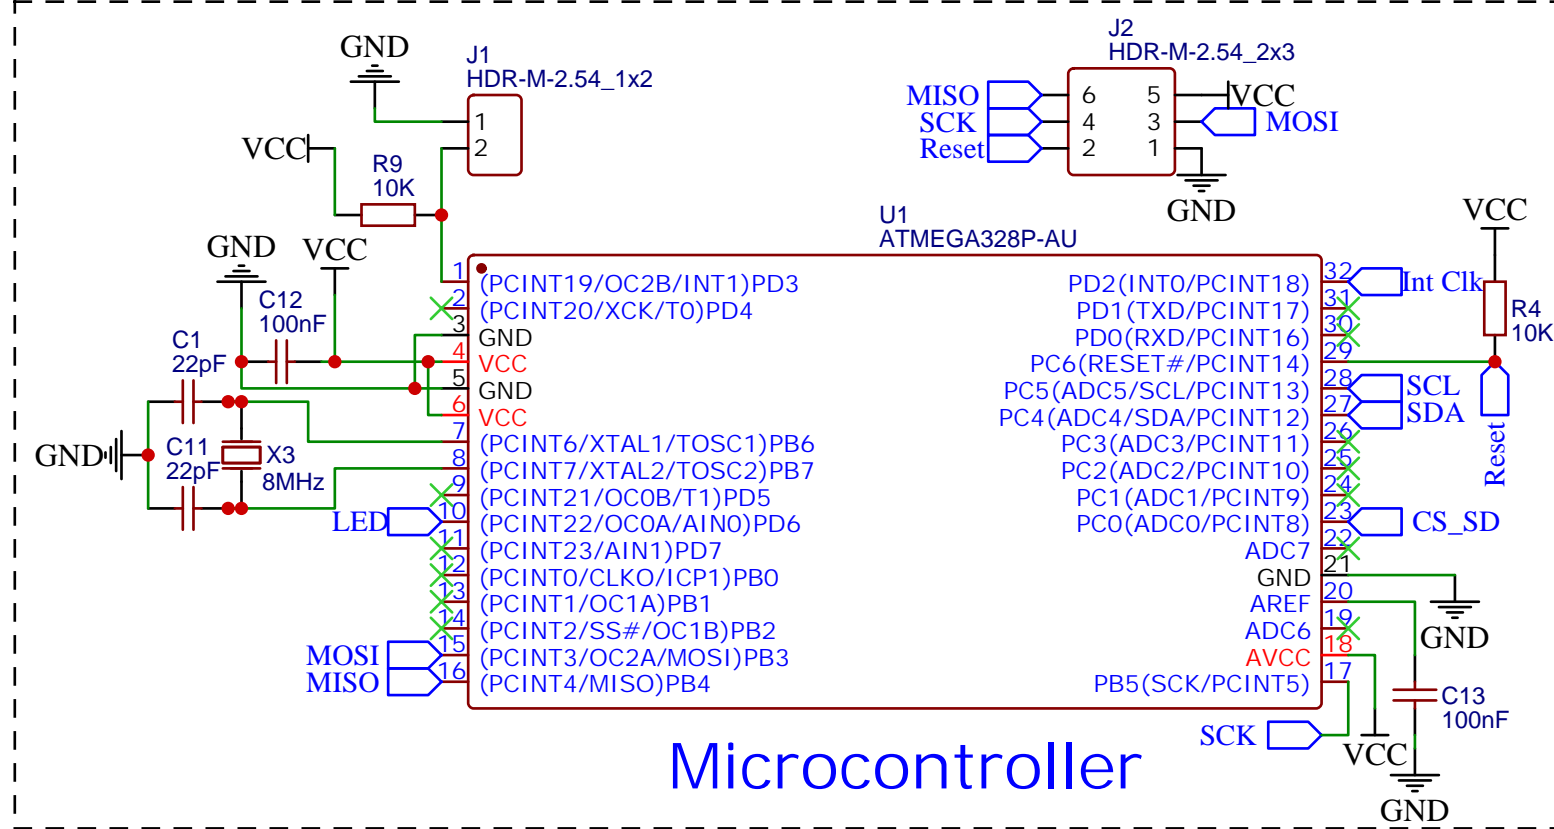 GND
J1
HDR-M-2.54_1x2
1
2
VCC
R9
10K
J2
HDR-M-2.54_2x3
MISO
SCK
Reset
6 5
4 3
2 1
VCC
MOSI
GND
VCC
R4
10K
Reset
U1
ATMEGA328P-AU
GND VCC
C12
100nF
C1
22pF
GND
C11
22pF
X3
8MHz
1 (PCINT19/OC2B/INT1)PD3
2 (PCINT20/XCK/T0)PD4
3 GND
4 VCC
5 GND
6 VCC
7 (PCINT6/XTAL1/TOSC1)PB6
8 (PCINT7/XTAL2/TOSC2)PB7
9 (PCINT21/OC0B/T1)PD5
LED 10 (PCINT22/OC0A/AIN0)PD6
11 (PCINT23/AIN1)PD7
12 (PCINT0/CLKO/ICP1)PB0
13 (PCINT1/OC1A)PB1
14 (PCINT2/SS#/OC1B)PB2
MOSI 15 (PCINT3/OC2A/MOSI)PB3
MISO 16 (PCINT4/MISO)PB4
PD2(INT0/PCINT18) 32 Int Clk
PD1(TXD/PCINT17) 31
PD0(RXD/PCINT16) 30
PC6(RESET#/PCINT14) 29
PC5(ADC5/SCL/PCINT13) 28 SCL
PC4(ADC4/SDA/PCINT12) 27 SDA
PC3(ADC3/PCINT11) 26
PC2(ADC2/PCINT10) 25
PC1(ADC1/PCINT9) 24
PC0(ADC0/PCINT8) 23 CS_SD
ADC7 22
GND 21
AREF 20
ADC6 19
AVCC 18
PB5(SCK/PCINT5) 17
GND
C13
100nF
SCK
VCC
GND
Microcontroller